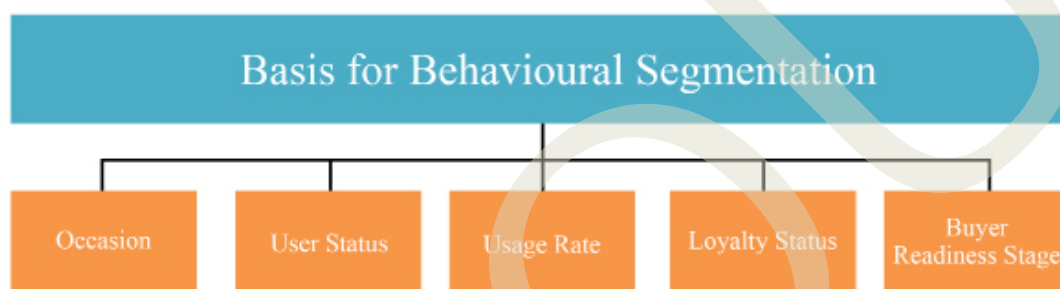 Basis for Behavioural Segmentation
Occasion
User Status
Usage Rate
Loyalty Status
Buyer
Readiness Stage